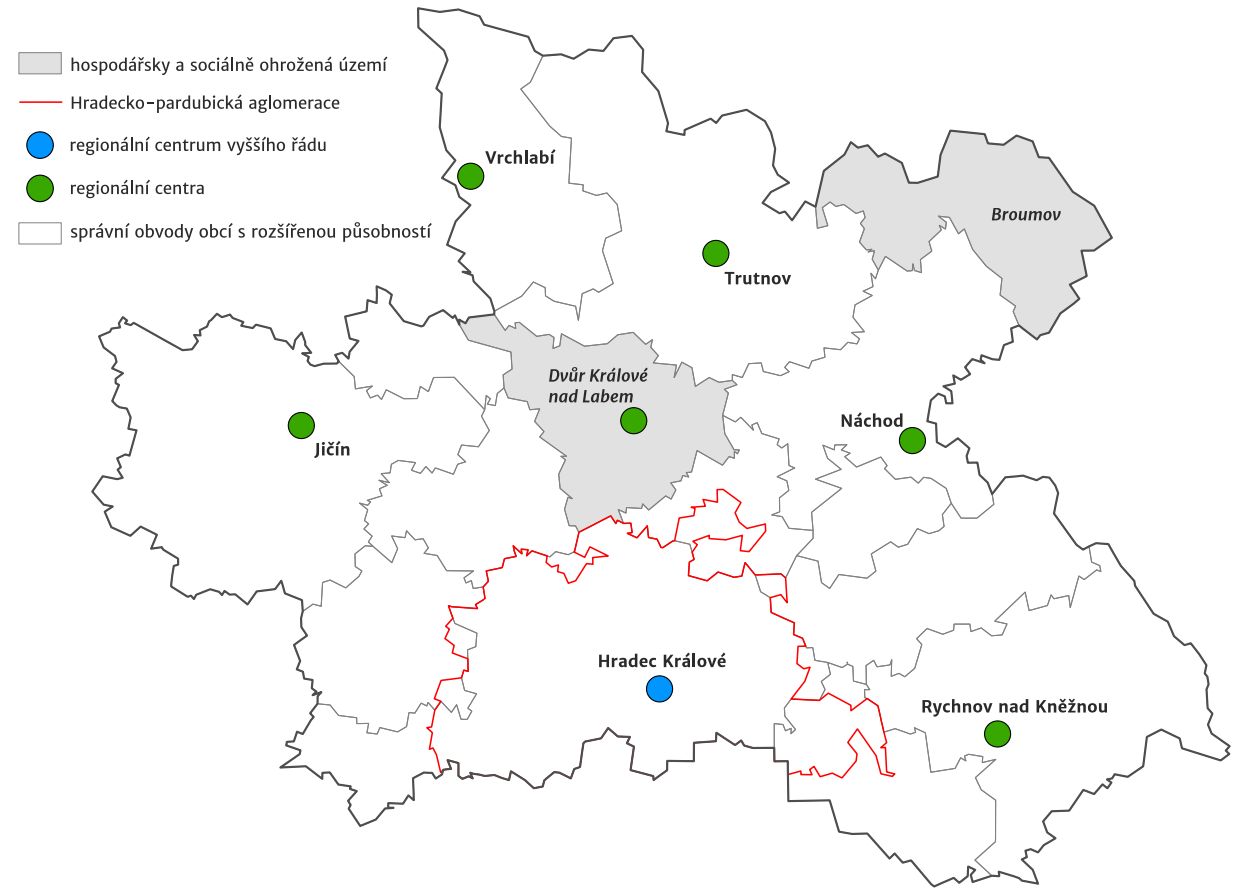 hospodářsky a sociálně ohrožená území
Hradecko-pardubická aglomerace
regionální centrum vyššího řádu
regionální centra
správní obvody obcí s rozšířenou působností
Vrchlabí
Broumov
Trutnov
Dvůr Králové
nad Labem
Náchod
Jičín
Hradec Králové
Rychnov nad Kněžnou